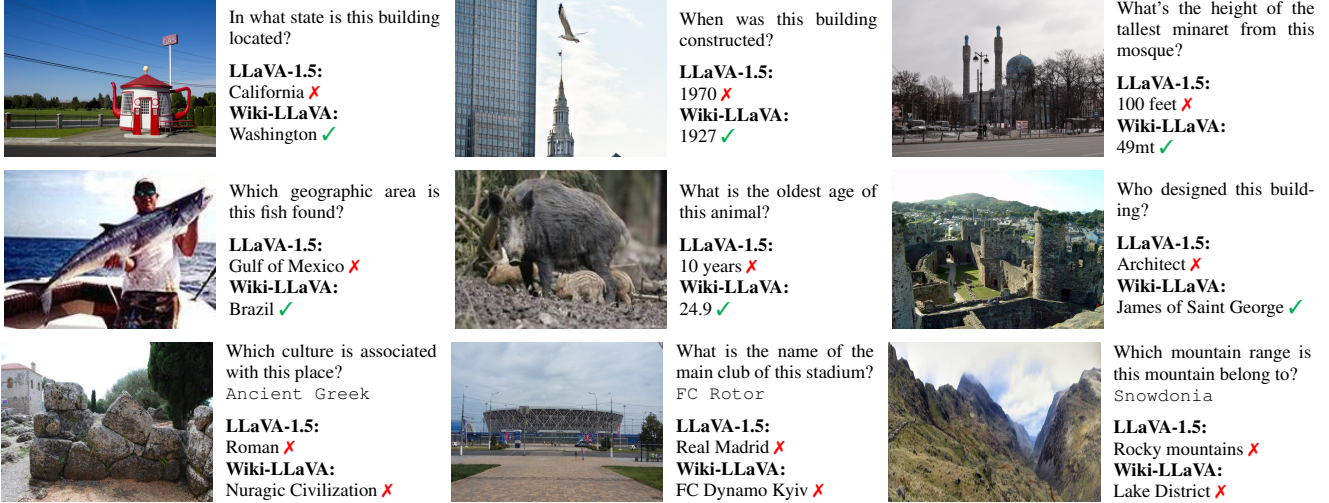 In what state is this building
located?
LLaVA-1.5:
California ✗
Wiki-LLaVA:
Washington ✓
When was this building
constructed?
LLaVA-1.5:
1970 ✗
Wiki-LLaVA:
1927 ✓
What's the height of the
tallest minaret from this
mosque?
LLaVA-1.5:
100 feet ✗
Wiki-LLaVA:
49mt ✓
Which geographic area is
this fish found?
LLaVA-1.5:
Gulf of Mexico ✗
Wiki-LLaVA:
Brazil ✓
What is the oldest age of
this animal?
LLaVA-1.5:
10 years ✗
Wiki-LLaVA:
24.9 ✓
Who designed this build-
ing?
LLaVA-1.5:
Architect ✗
Wiki-LLaVA:
James of Saint George ✓
Which culture is associated
with this place?
Ancient Greek
LLaVA-1.5:
Roman ✗
Wiki-LLaVA:
Nuragic Civilization ✗
What is the name of the
main club of this stadium?
FC Rotor
LLaVA-1.5:
Real Madrid ✗
Wiki-LLaVA:
FC Dynamo Kyiv ✗
Which mountain range is
this mountain belong to?
Snowdonia
LLaVA-1.5:
Rocky mountains ✗
Wiki-LLaVA:
Lake District ✗